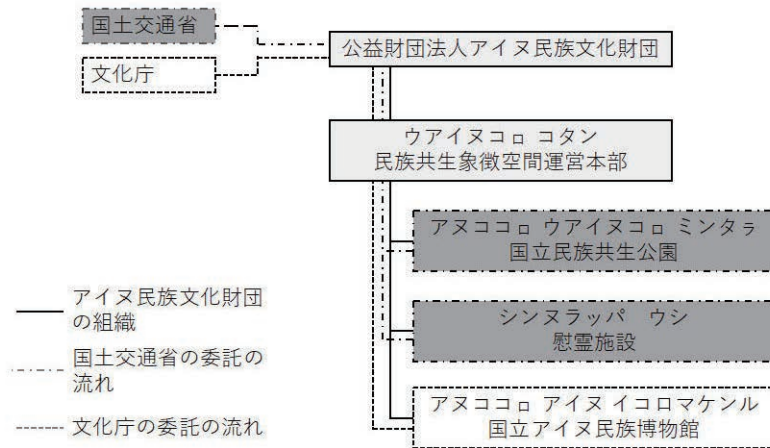 国土交通省
文化庁
公益財団法人アイヌ民族文化財団
ウアイヌコㇿ コタン
民族共生象徴空間運営本部
アヌココㇿ ウアイヌコㇿ ミンタㇻ
国立民族共生公園
シンヌラッパ ウシ
慰霊施設
アヌココㇿ アイヌ イコロマケンル
国立アイヌ民族博物館
アイヌ民族文化財団
の組織
国土交通省の委託の
流れ
文化庁の委託の流れ